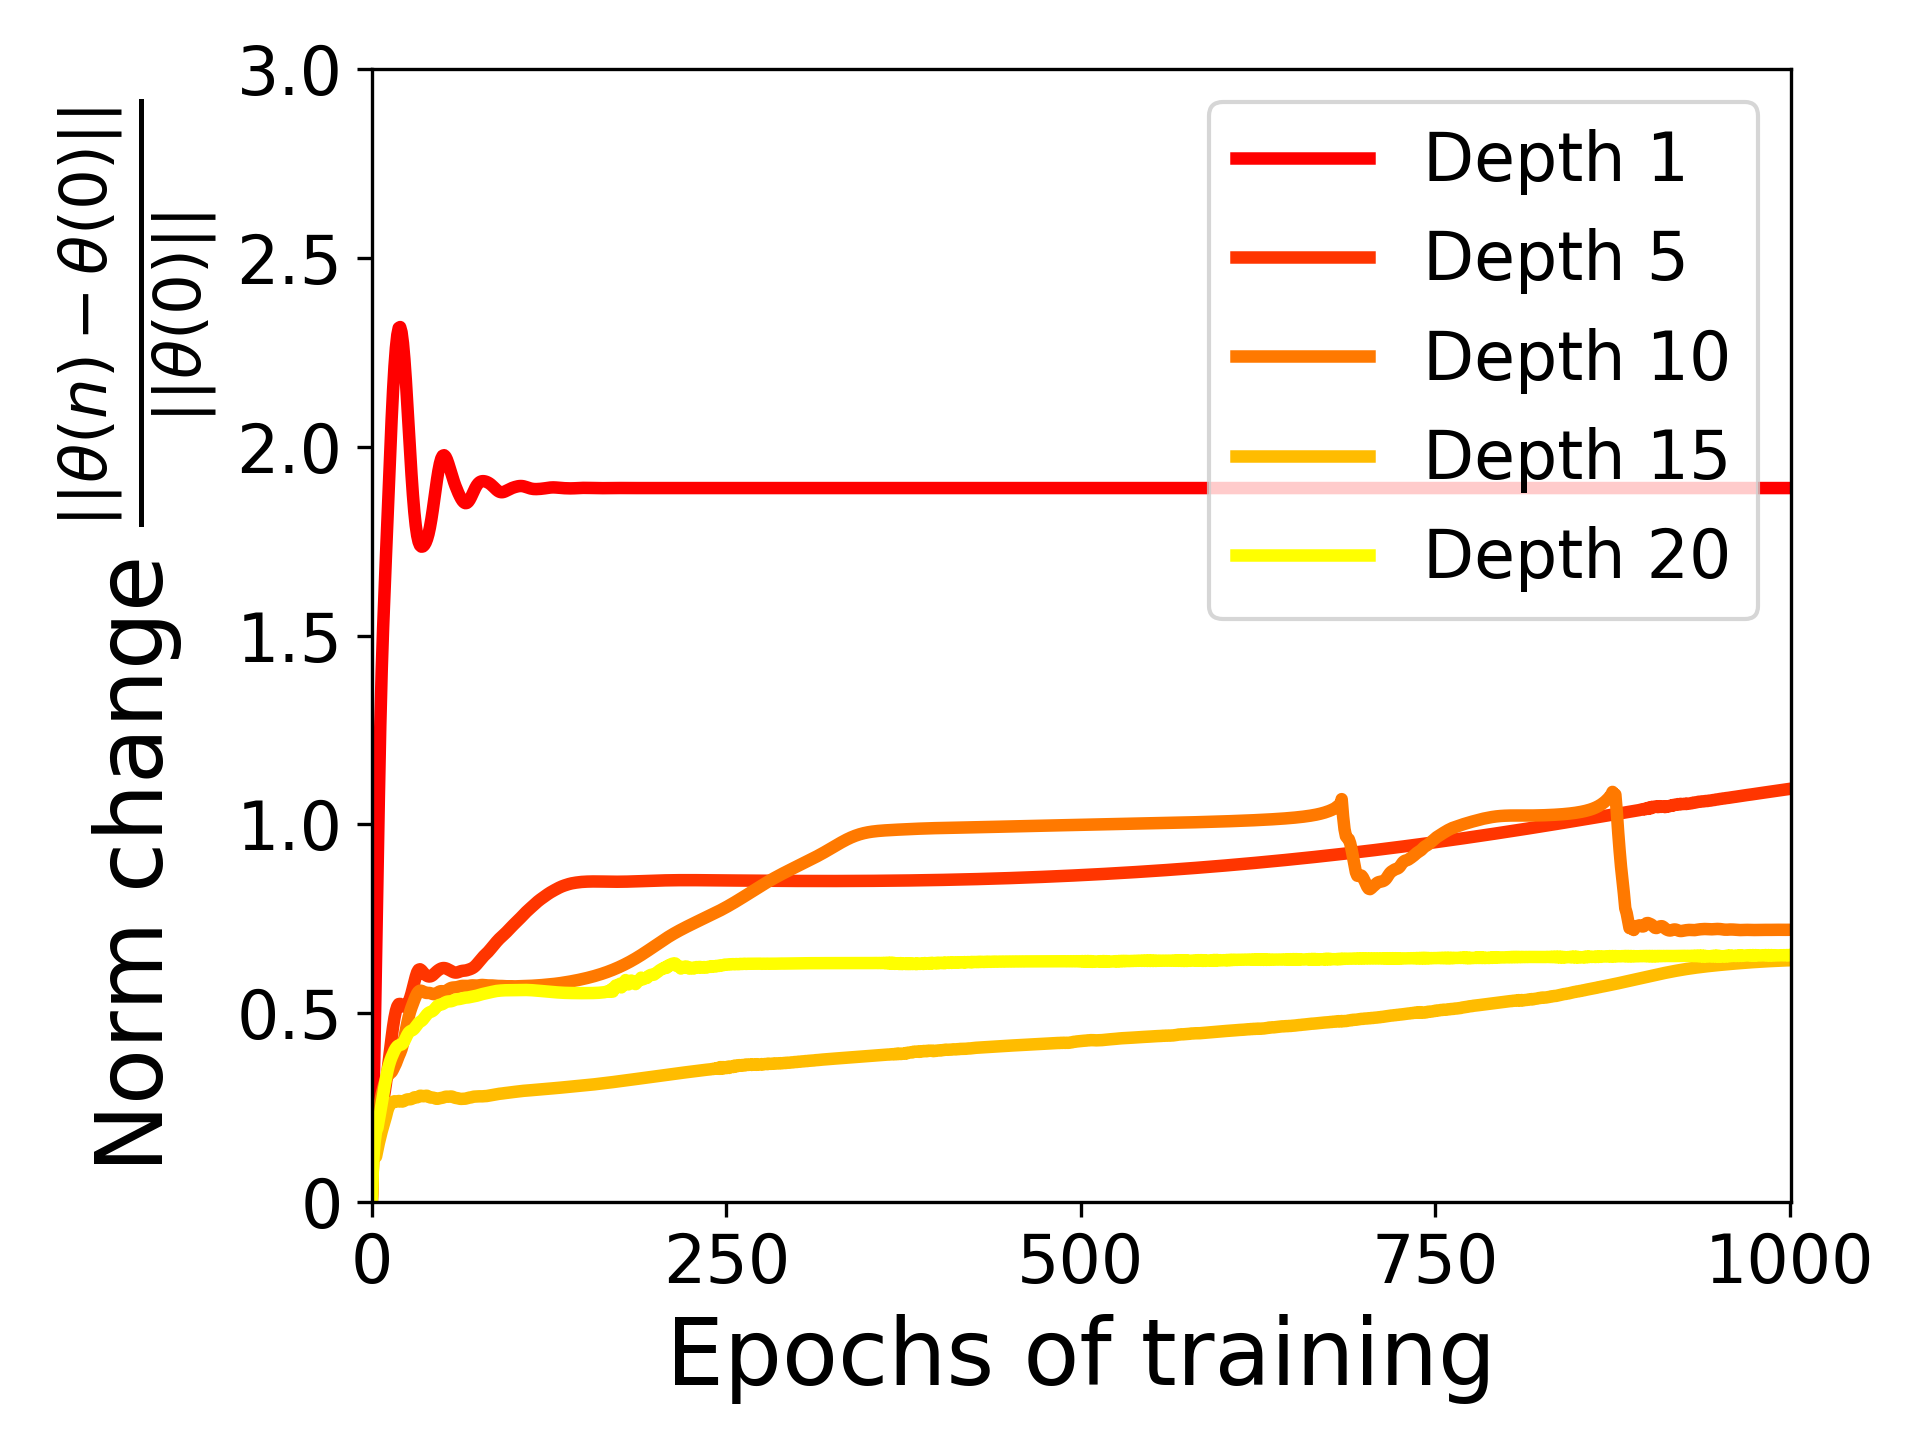 Norm change ||θ(n) − θ(0)||
||θ(0)||
3.0
2.5
2.0
1.5
1.0
0.5
0
0 250 500 750 1000
Epochs of training
Depth 1
Depth 5
Depth 10
Depth 15
Depth 20